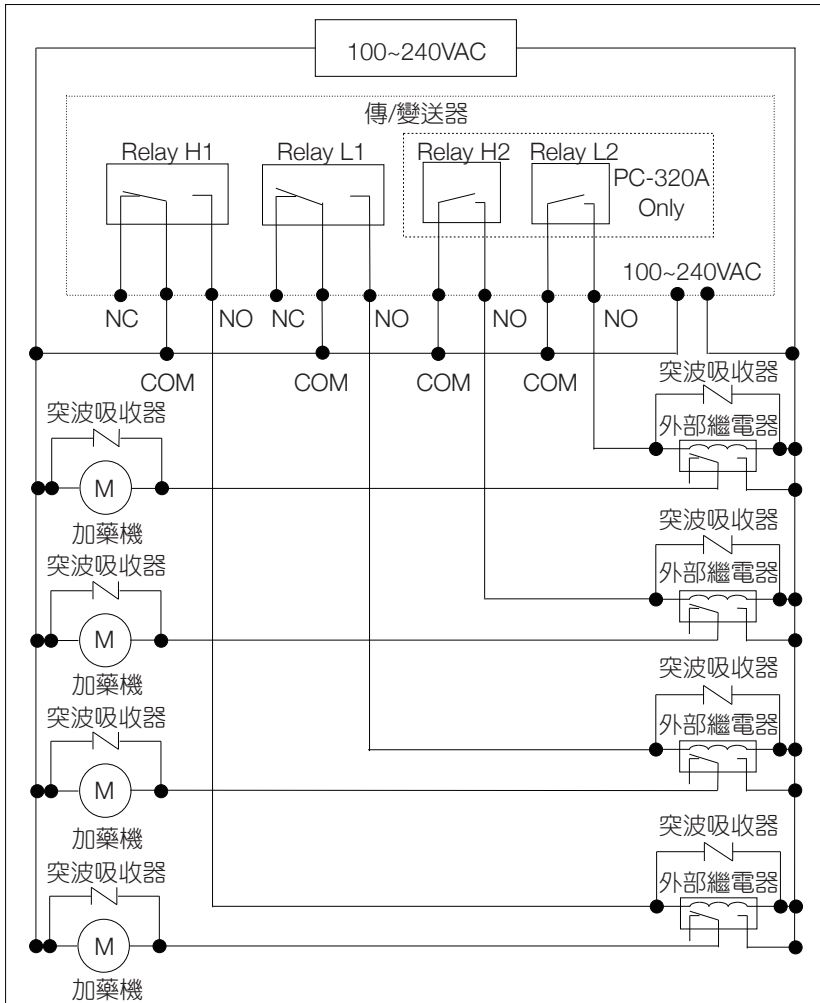 100~240VAC
傳/變送器
Relay H1
Relay L1
Relay H2
Relay L2
PC-320A
Only
100~240VAC
NC
NO
NC
NO
NO
NO
COM
COM
COM
COM
突波吸收器
外部繼電器
突波吸收器
加藥機
突波吸收器
外部繼電器
突波吸收器
M
加藥機
突波吸收器
外部繼電器
突波吸收器
M
加藥機
突波吸收器
外部繼電器
突波吸收器
M
加藥機
M